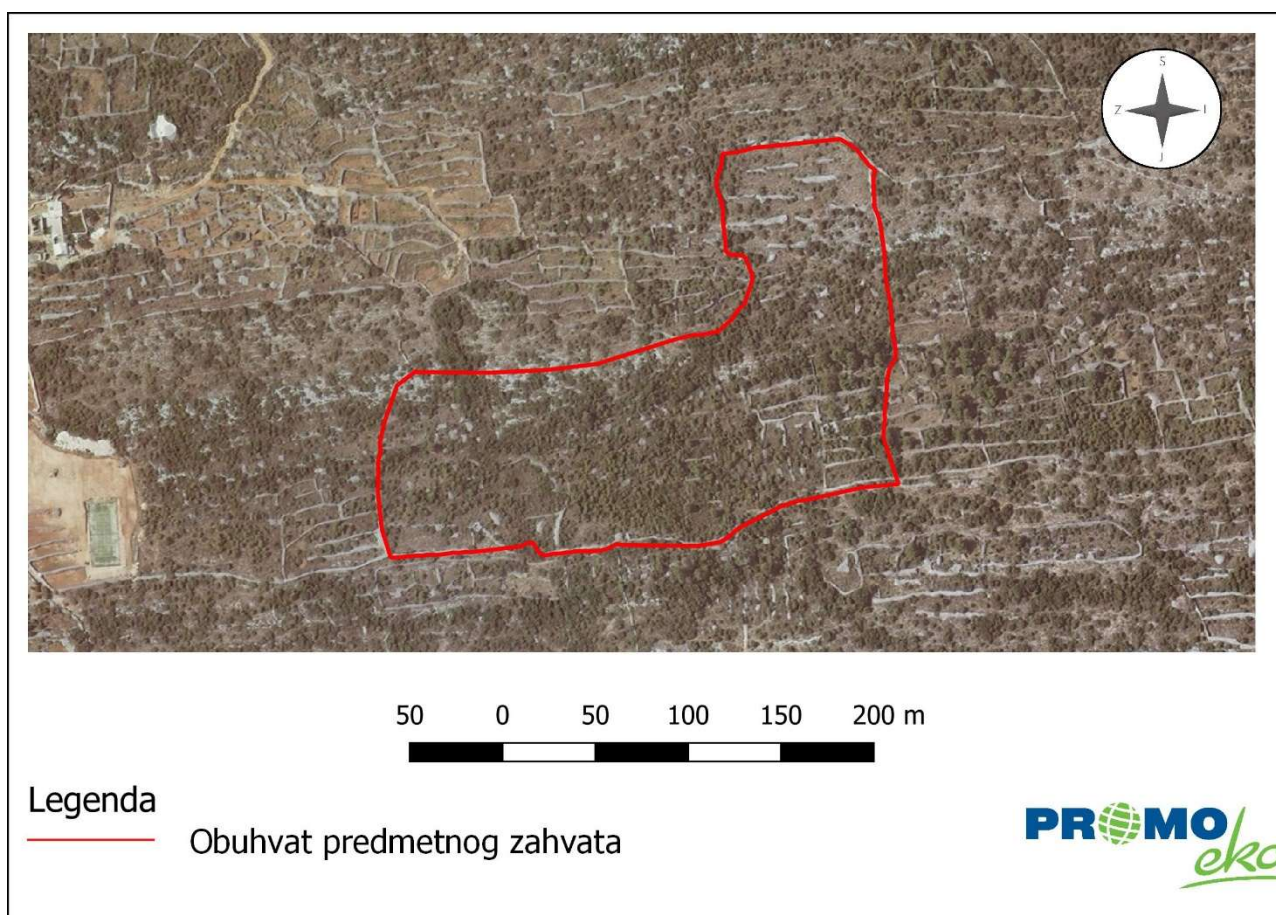 S
Z I
J
50 0 50 100 150 200 m
Legenda
Obuhvat predmetnog zahvata
PROMO
eko